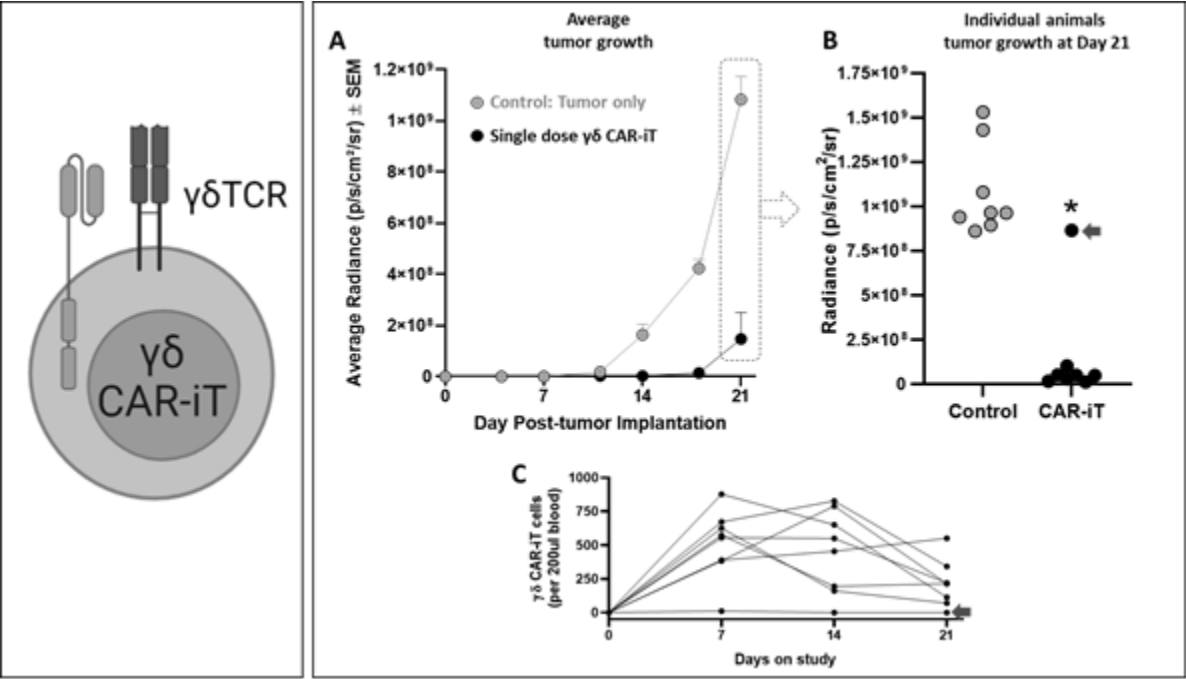 γδTCR
γδ
CAR-iT
A
Average
tumor growth
Average Radiance (p/s/cm²/sr) ± SEM
1.2×10⁹
1×10⁹
8×10⁸
6×10⁸
4×10⁸
2×10⁸
0
Control: Tumor only
Single dose γδ CAR-iT
0
7
14
21
Day Post-tumor Implantation
B
Individual animals
tumor growth at Day 21
Radiance (p/s/cm²/sr)
1.75×10⁹
1.5×10⁹
1.25×10⁹
1×10⁹
7.5×10⁸
5×10⁸
2.5×10⁸
0
*
Control
CAR-iT
C
γδ CAR-iT cells
(per 200ul blood)
1000
750
500
250
0
0
7
14
21
Days on study